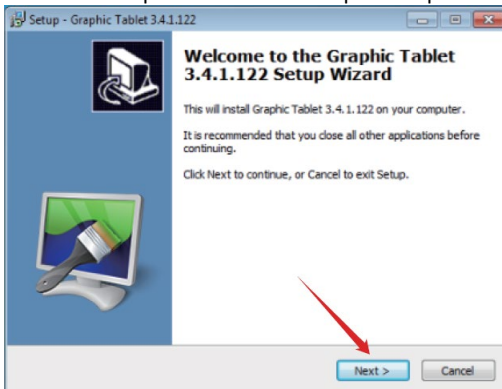 Setup - Graphic Tablet 3.4.1.122
Welcome to the Graphic Tablet
3.4.1.122 Setup Wizard
This will install Graphic Tablet 3.4.1.122 on your computer.
It is recommended that you close all other applications before
continuing.
Click Next to continue, or Cancel to exit Setup.
Next >
Cancel